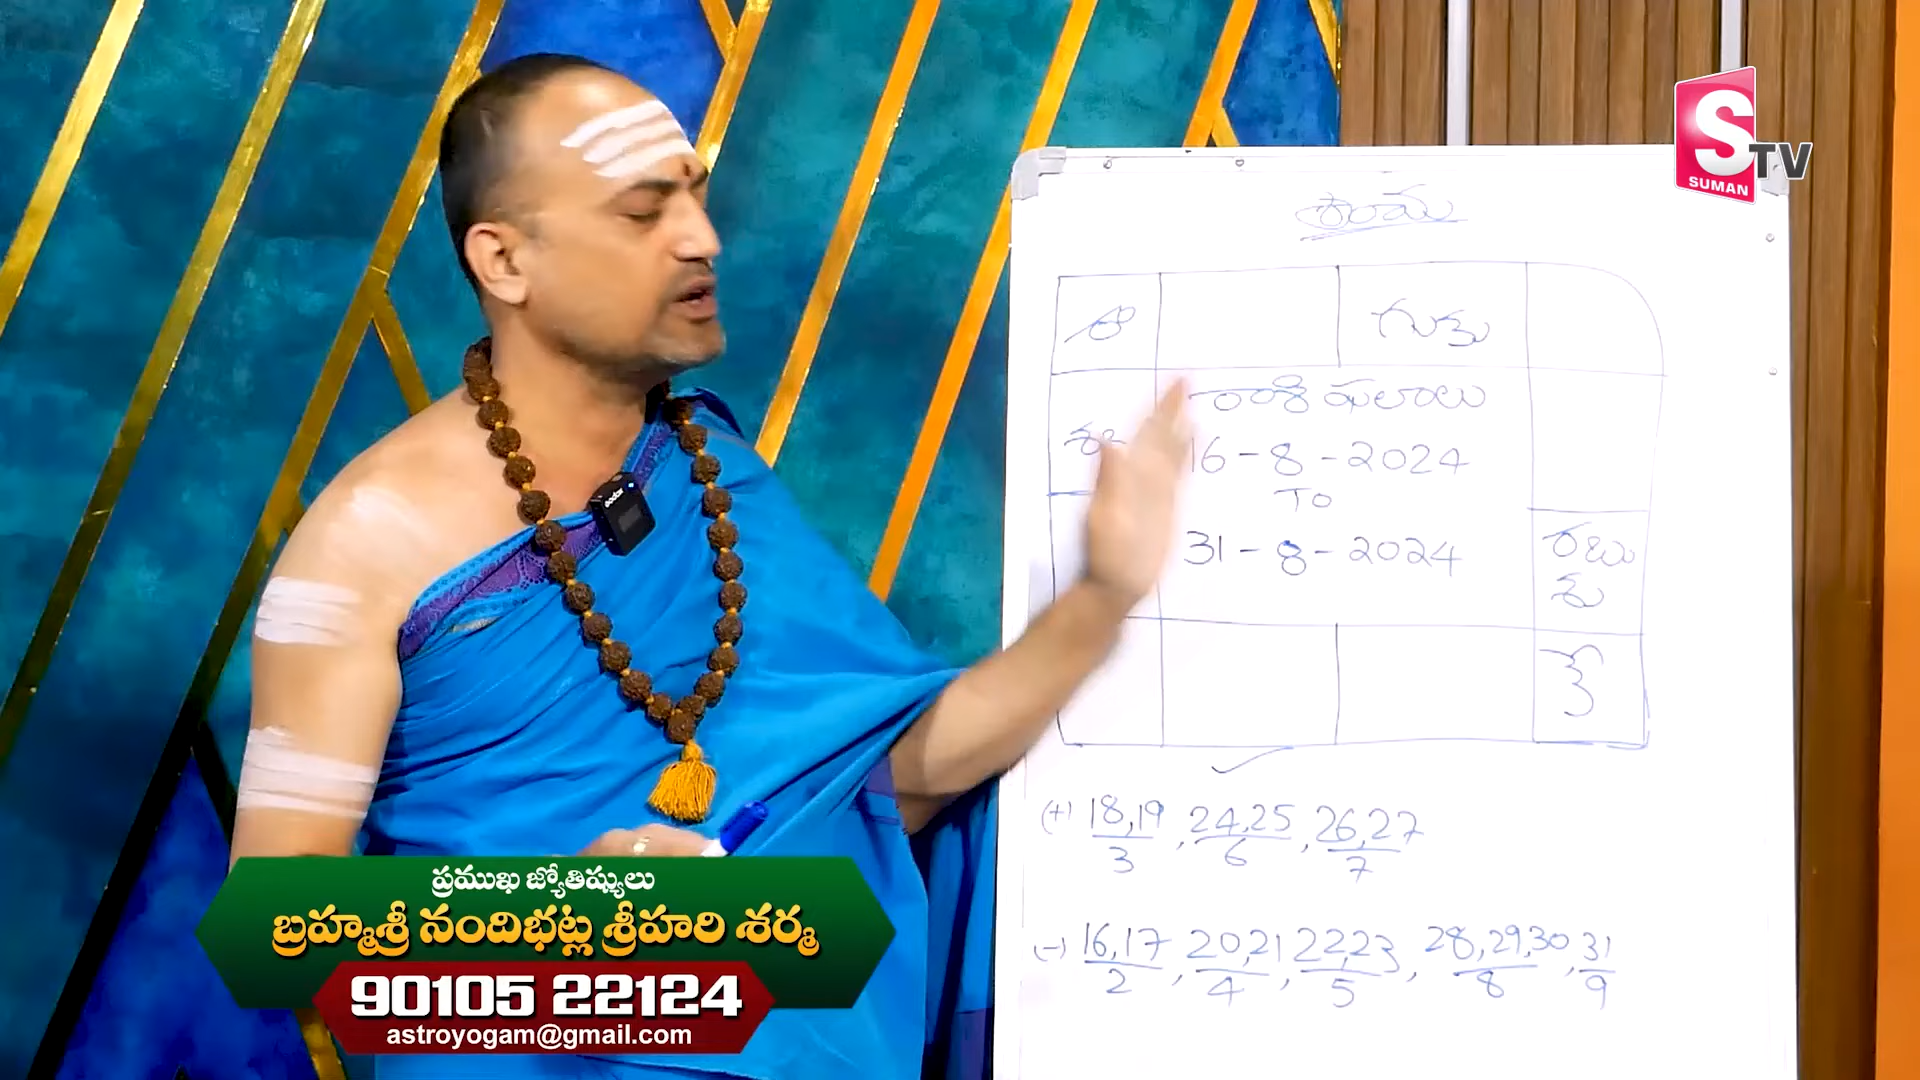 S
TV
SUMAN
శ్రీరామ
గురు
రాశి ఫలాలు
16-8-2024
TO
31-8-2024
ర బు
శు
కే
(+) 18,19/3, 24,25/6, 26,27/7
(-) 16,17/2, 20,21/4, 22,23/5, 28,29,30/8, 31/9
ప్రముఖ జ్యోతిష్యులు
బ్రహ్మశ్రీ నందిభట్ల శ్రీహరి శర్మ
90105 22124
astroyogam@gmail.com